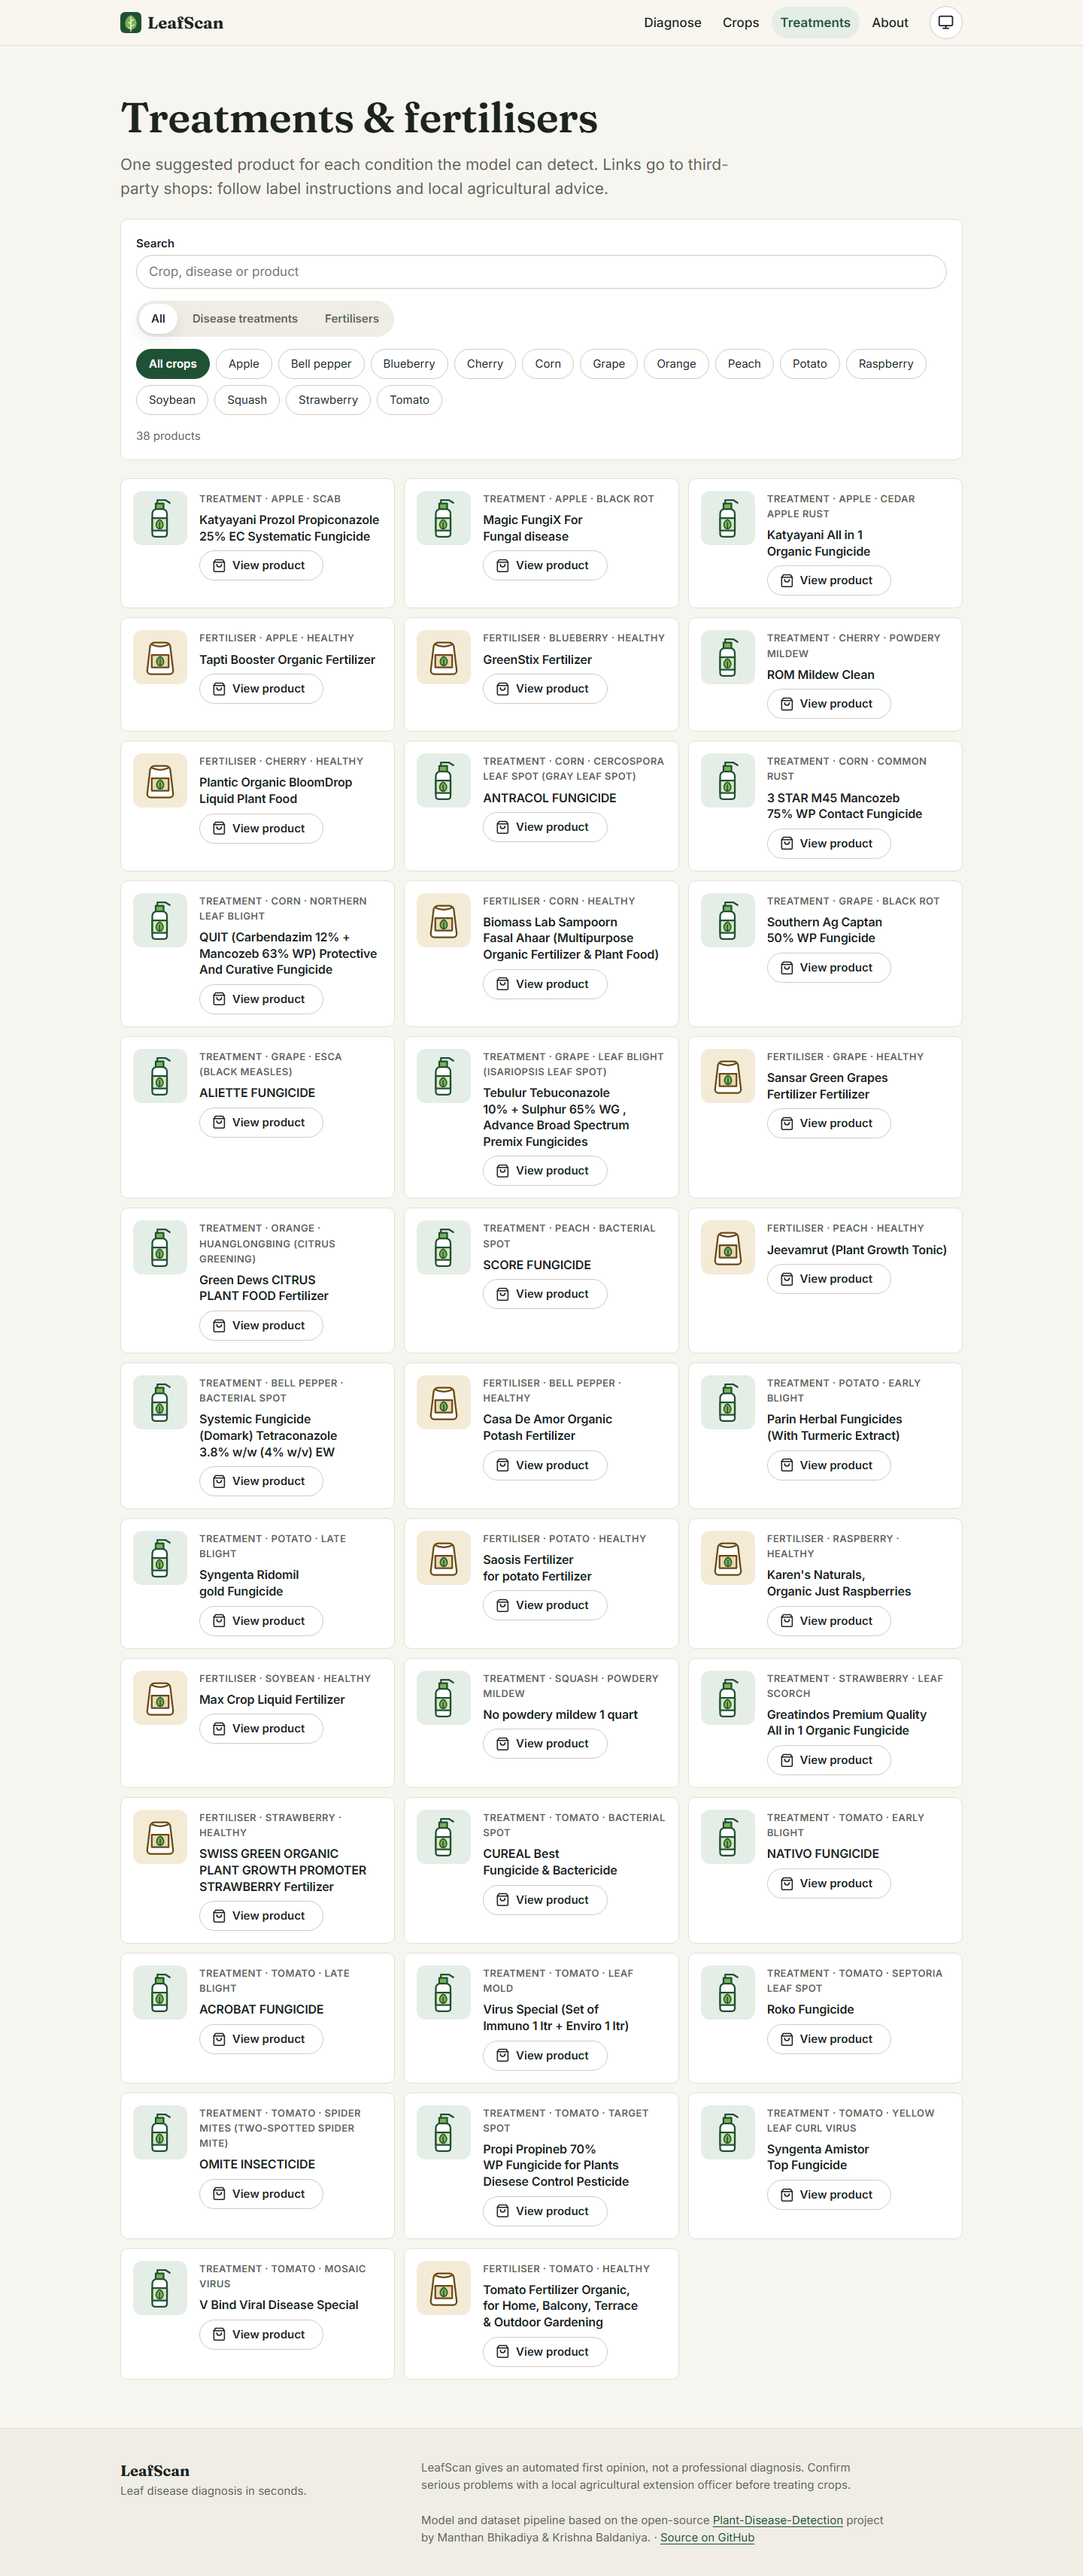 LeafScan
Diagnose
Crops
Treatments
About
Treatments & fertilisers
One suggested product for each condition the model can detect. Links go to third-
party shops: follow label instructions and local agricultural advice.
Search
Crop, disease or product
All
Disease treatments
Fertilisers
All crops
Apple
Bell pepper
Blueberry
Cherry
Corn
Grape
Orange
Peach
Potato
Raspberry
Soybean
Squash
Strawberry
Tomato
38 products
TREATMENT · APPLE · SCAB
Katyayani Prozol Propiconazole
25% EC Systematic Fungicide
View product
TREATMENT · APPLE · BLACK ROT
Magic FungiX For
Fungal disease
View product
TREATMENT · APPLE · CEDAR
APPLE RUST
Katyayani All in 1
Organic Fungicide
View product
FERTILISER · APPLE · HEALTHY
Tapti Booster Organic Fertilizer
View product
FERTILISER · BLUEBERRY · HEALTHY
GreenStix Fertilizer
View product
TREATMENT · CHERRY · POWDERY
MILDEW
ROM Mildew Clean
View product
FERTILISER · CHERRY · HEALTHY
Plantic Organic BloomDrop
Liquid Plant Food
View product
TREATMENT · CORN · CERCOSPORA
LEAF SPOT (GRAY LEAF SPOT)
ANTRACOL FUNGICIDE
View product
TREATMENT · CORN · COMMON
RUST
3 STAR M45 Mancozeb
75% WP Contact Fungicide
View product
TREATMENT · CORN · NORTHERN
LEAF BLIGHT
QUIT (Carbendazim 12% +
Mancozeb 63% WP) Protective
And Curative Fungicide
View product
FERTILISER · CORN · HEALTHY
Biomass Lab Sampoorn
Fasal Ahaar (Multipurpose
Organic Fertilizer & Plant Food)
View product
TREATMENT · GRAPE · BLACK ROT
Southern Ag Captan
50% WP Fungicide
View product
TREATMENT · GRAPE · ESCA
(BLACK MEASLES)
ALIETTE FUNGICIDE
View product
TREATMENT · GRAPE · LEAF BLIGHT
(ISARIOPSIS LEAF SPOT)
Tebulur Tebuconazole
10% + Sulphur 65% WG ,
Advance Broad Spectrum
Premix Fungicides
View product
FERTILISER · GRAPE · HEALTHY
Sansar Green Grapes
Fertilizer Fertilizer
View product
TREATMENT · ORANGE ·
HUANGLONGBING (CITRUS
GREENING)
Green Dews CITRUS
PLANT FOOD Fertilizer
View product
TREATMENT · PEACH · BACTERIAL
SPOT
SCORE FUNGICIDE
View product
FERTILISER · PEACH · HEALTHY
Jeevamrut (Plant Growth Tonic)
View product
TREATMENT · BELL PEPPER ·
BACTERIAL SPOT
Systemic Fungicide
(Domark) Tetraconazole
3.8% w/w (4% w/v) EW
View product
FERTILISER · BELL PEPPER ·
HEALTHY
Casa De Amor Organic
Potash Fertilizer
View product
TREATMENT · POTATO · EARLY
BLIGHT
Parin Herbal Fungicides
(With Turmeric Extract)
View product
TREATMENT · POTATO · LATE
BLIGHT
Syngenta Ridomil
gold Fungicide
View product
FERTILISER · POTATO · HEALTHY
Saosis Fertilizer
for potato Fertilizer
View product
FERTILISER · RASPBERRY ·
HEALTHY
Karen's Naturals,
Organic Just Raspberries
View product
FERTILISER · SOYBEAN · HEALTHY
Max Crop Liquid Fertilizer
View product
TREATMENT · SQUASH · POWDERY
MILDEW
No powdery mildew 1 quart
View product
TREATMENT · STRAWBERRY · LEAF
SCORCH
Greatindos Premium Quality
All in 1 Organic Fungicide
View product
FERTILISER · STRAWBERRY ·
HEALTHY
SWISS GREEN ORGANIC
PLANT GROWTH PROMOTER
STRAWBERRY Fertilizer
View product
TREATMENT · TOMATO · BACTERIAL
SPOT
CUREAL Best
Fungicide & Bactericide
View product
TREATMENT · TOMATO · EARLY
BLIGHT
NATIVO FUNGICIDE
View product
TREATMENT · TOMATO · LATE
BLIGHT
ACROBAT FUNGICIDE
View product
TREATMENT · TOMATO · LEAF
MOLD
Virus Special (Set of
Immuno 1 ltr + Enviro 1 ltr)
View product
TREATMENT · TOMATO · SEPTORIA
LEAF SPOT
Roko Fungicide
View product
TREATMENT · TOMATO · SPIDER
MITES (TWO-SPOTTED SPIDER
MITE)
OMITE INSECTICIDE
View product
TREATMENT · TOMATO · TARGET
SPOT
Propi Propineb 70%
WP Fungicide for Plants
Diesese Control Pesticide
View product
TREATMENT · TOMATO · YELLOW
LEAF CURL VIRUS
Syngenta Amistor
Top Fungicide
View product
TREATMENT · TOMATO · MOSAIC
VIRUS
V Bind Viral Disease Special
View product
FERTILISER · TOMATO · HEALTHY
Tomato Fertilizer Organic,
for Home, Balcony, Terrace
& Outdoor Gardening
View product
LeafScan
Leaf disease diagnosis in seconds.
LeafScan gives an automated first opinion, not a professional diagnosis. Confirm
serious problems with a local agricultural extension officer before treating crops.
Model and dataset pipeline based on the open-source Plant-Disease-Detection project
by Manthan Bhikadiya & Krishna Baldaniya. · Source on GitHub